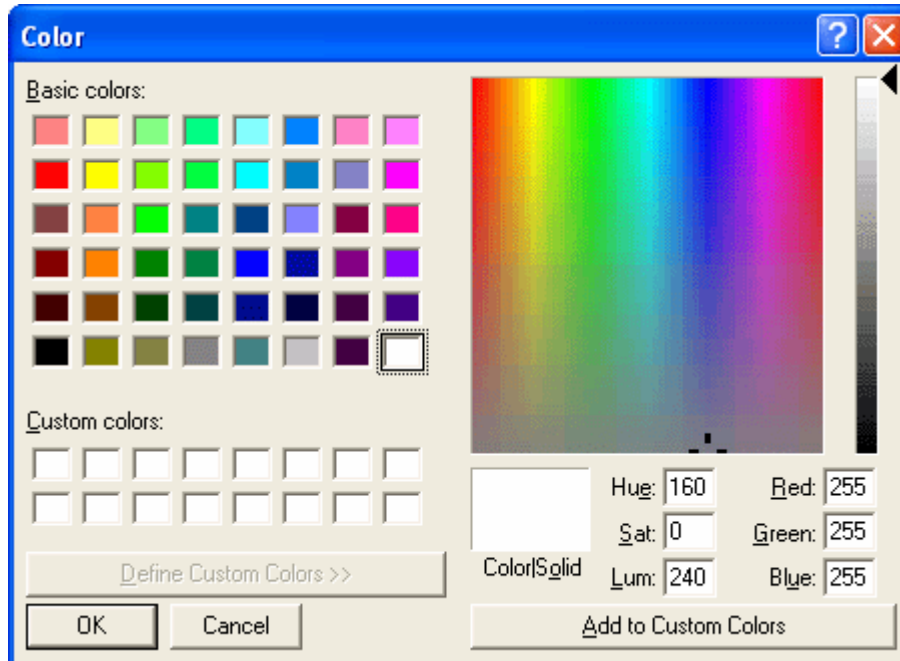 Color
Basic colors:
Custom colors:
Define Custom Colors >>
OK Cancel
Hue: 160 Red: 255
Sat: 0 Green: 255
Color|Solid Lum: 240 Blue: 255
Add to Custom Colors